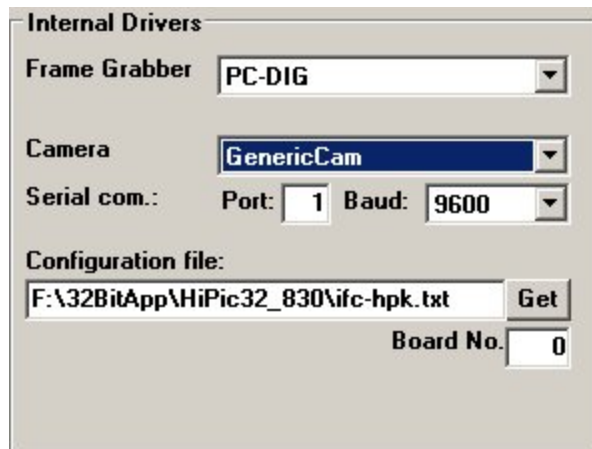 Internal Drivers
Frame Grabber PC-DIG
Camera GenericCam
Serial com.: Port: 1 Baud: 9600
Configuration file:
F:\32BitApp\HiPic32_830\ifc-hpk.txt Get
Board No. 0